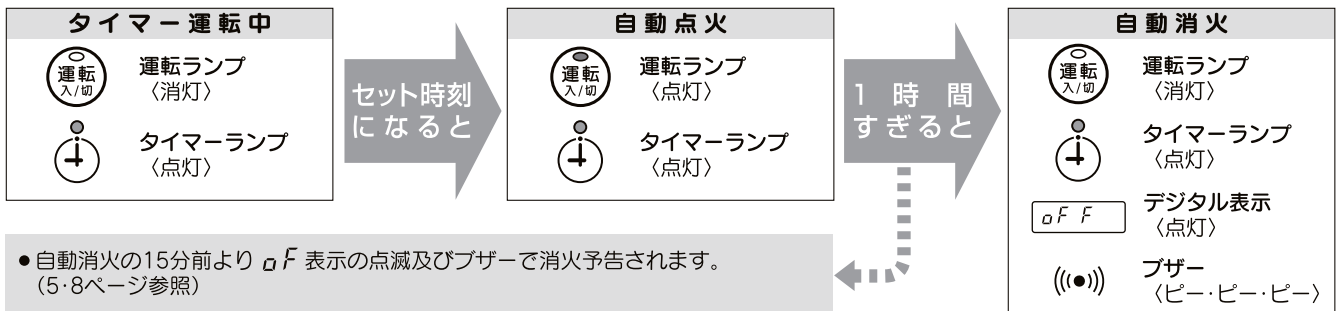 タイマー運転中
運転
入/切
運転ランプ
〈消灯〉
タイマーランプ
〈点灯〉
セット時刻
になると
自動点火
運転
入/切
運転ランプ
〈点灯〉
タイマーランプ
〈点灯〉
1時間
すぎると
自動消火
運転
入/切
運転ランプ
〈消灯〉
タイマーランプ
〈点灯〉
oFF
デジタル表示
〈点灯〉
ブザー
〈ピー・ピー・ピー〉
●自動消火の15分前より oF 表示の点滅及びブザーで消火予告されます。
(5・8ページ参照)